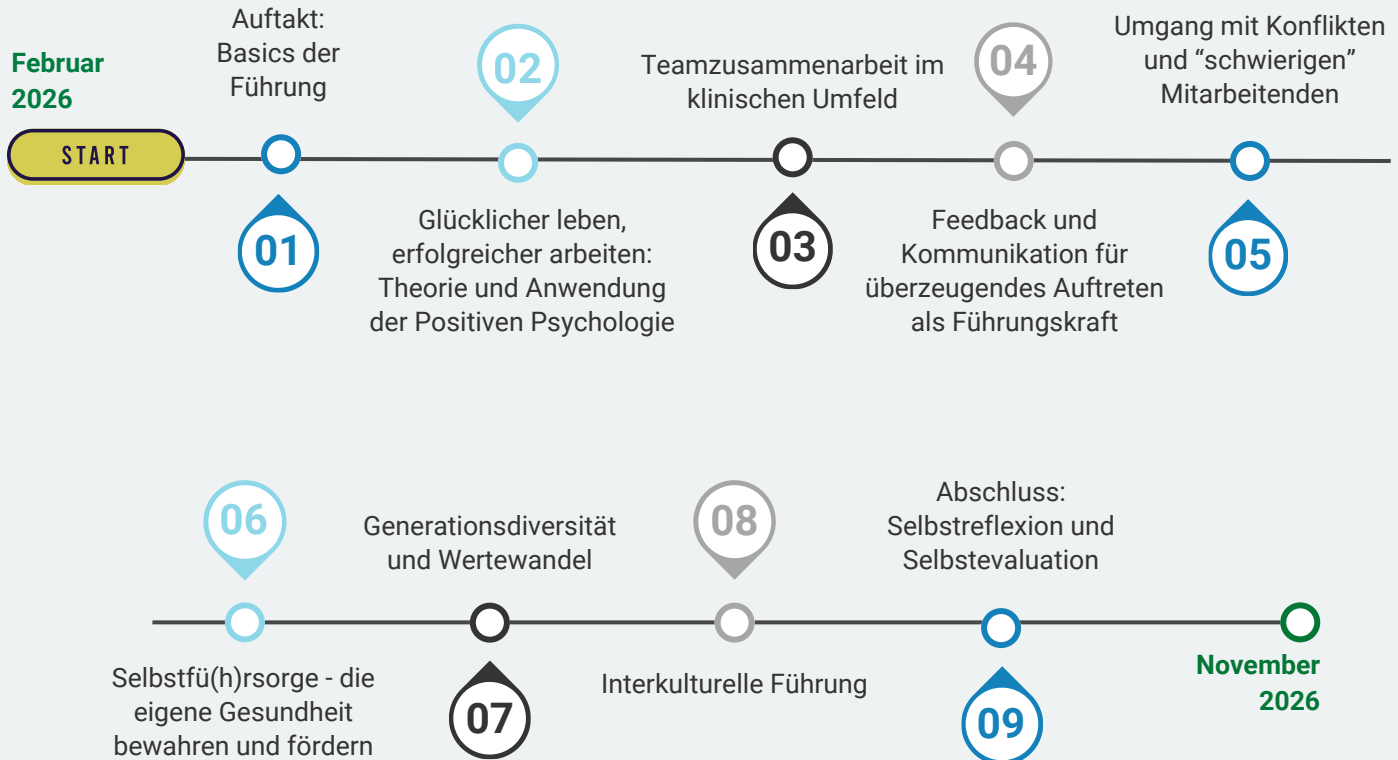 Februar
2026
START
Auftakt:
Basics der
Führung
01
02
Glücklicher leben,
erfolgreicher arbeiten:
Theorie und Anwendung
der Positiven Psychologie
Teamzusammenarbeit im
klinischen Umfeld
03
04
Feedback und
Kommunikation für
überzeugendes Auftreten
als Führungskraft
Umgang mit Konflikten
und “schwierigen”
Mitarbeitenden
05
06
Selbstfü(h)rsorge - die
eigene Gesundheit
bewahren und fördern
Generationsdiversität
und Wertewandel
07
08
Interkulturelle Führung
Abschluss:
Selbstreflexion und
Selbstevaluation
09
November
2026